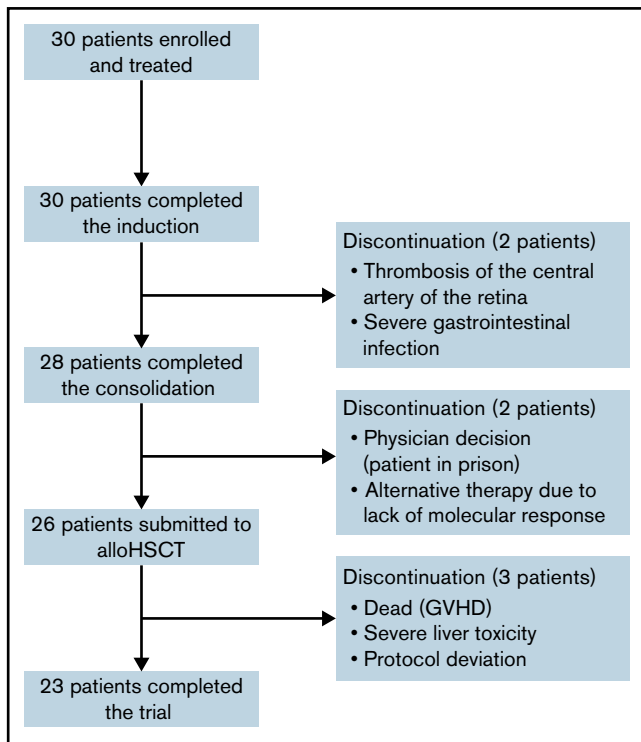 30 patients enrolled
and treated
30 patients completed
the induction
Discontinuation (2 patients)
• Thrombosis of the central
artery of the retina
• Severe gastrointestinal
infection
28 patients completed
the consolidation
Discontinuation (2 patients)
• Physician decision
(patient in prison)
• Alternative therapy due to
lack of molecular response
26 patients submitted to
alloHSCT
Discontinuation (3 patients)
• Dead (GVHD)
• Severe liver toxicity
• Protocol deviation
23 patients completed
the trial